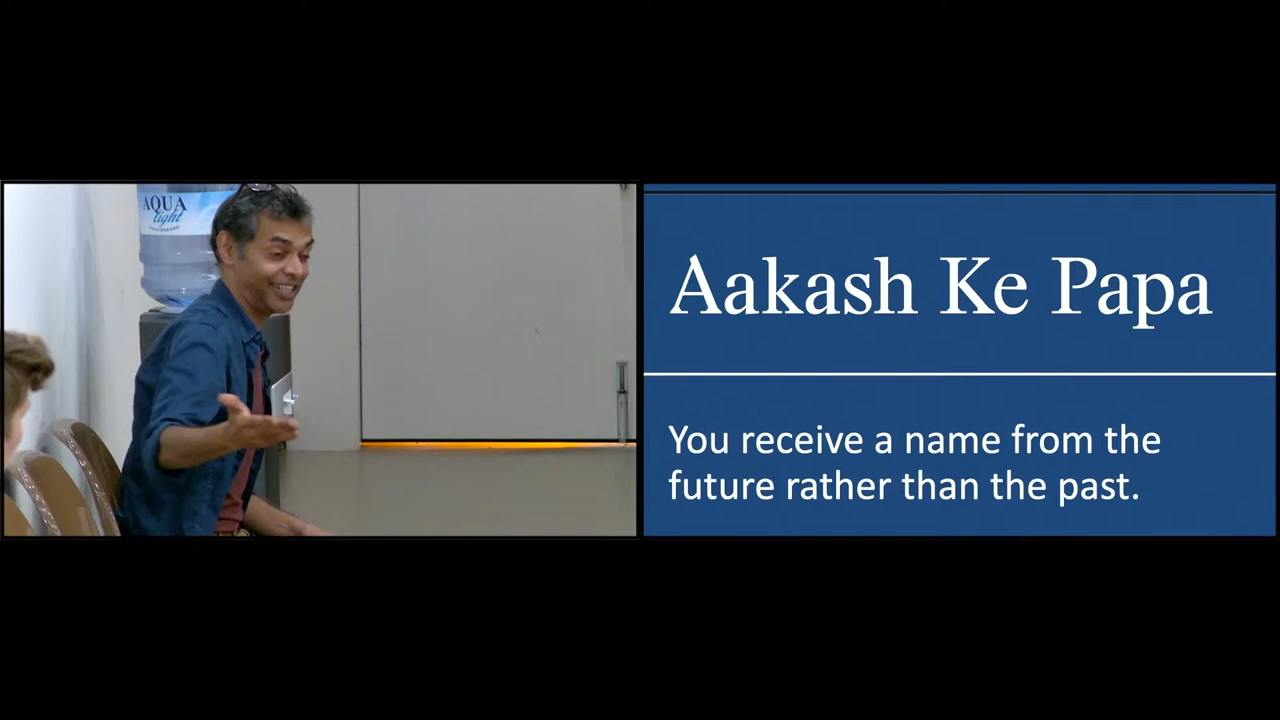 AQUA
light
Aakash Ke Papa
You receive a name from the
future rather than the past.